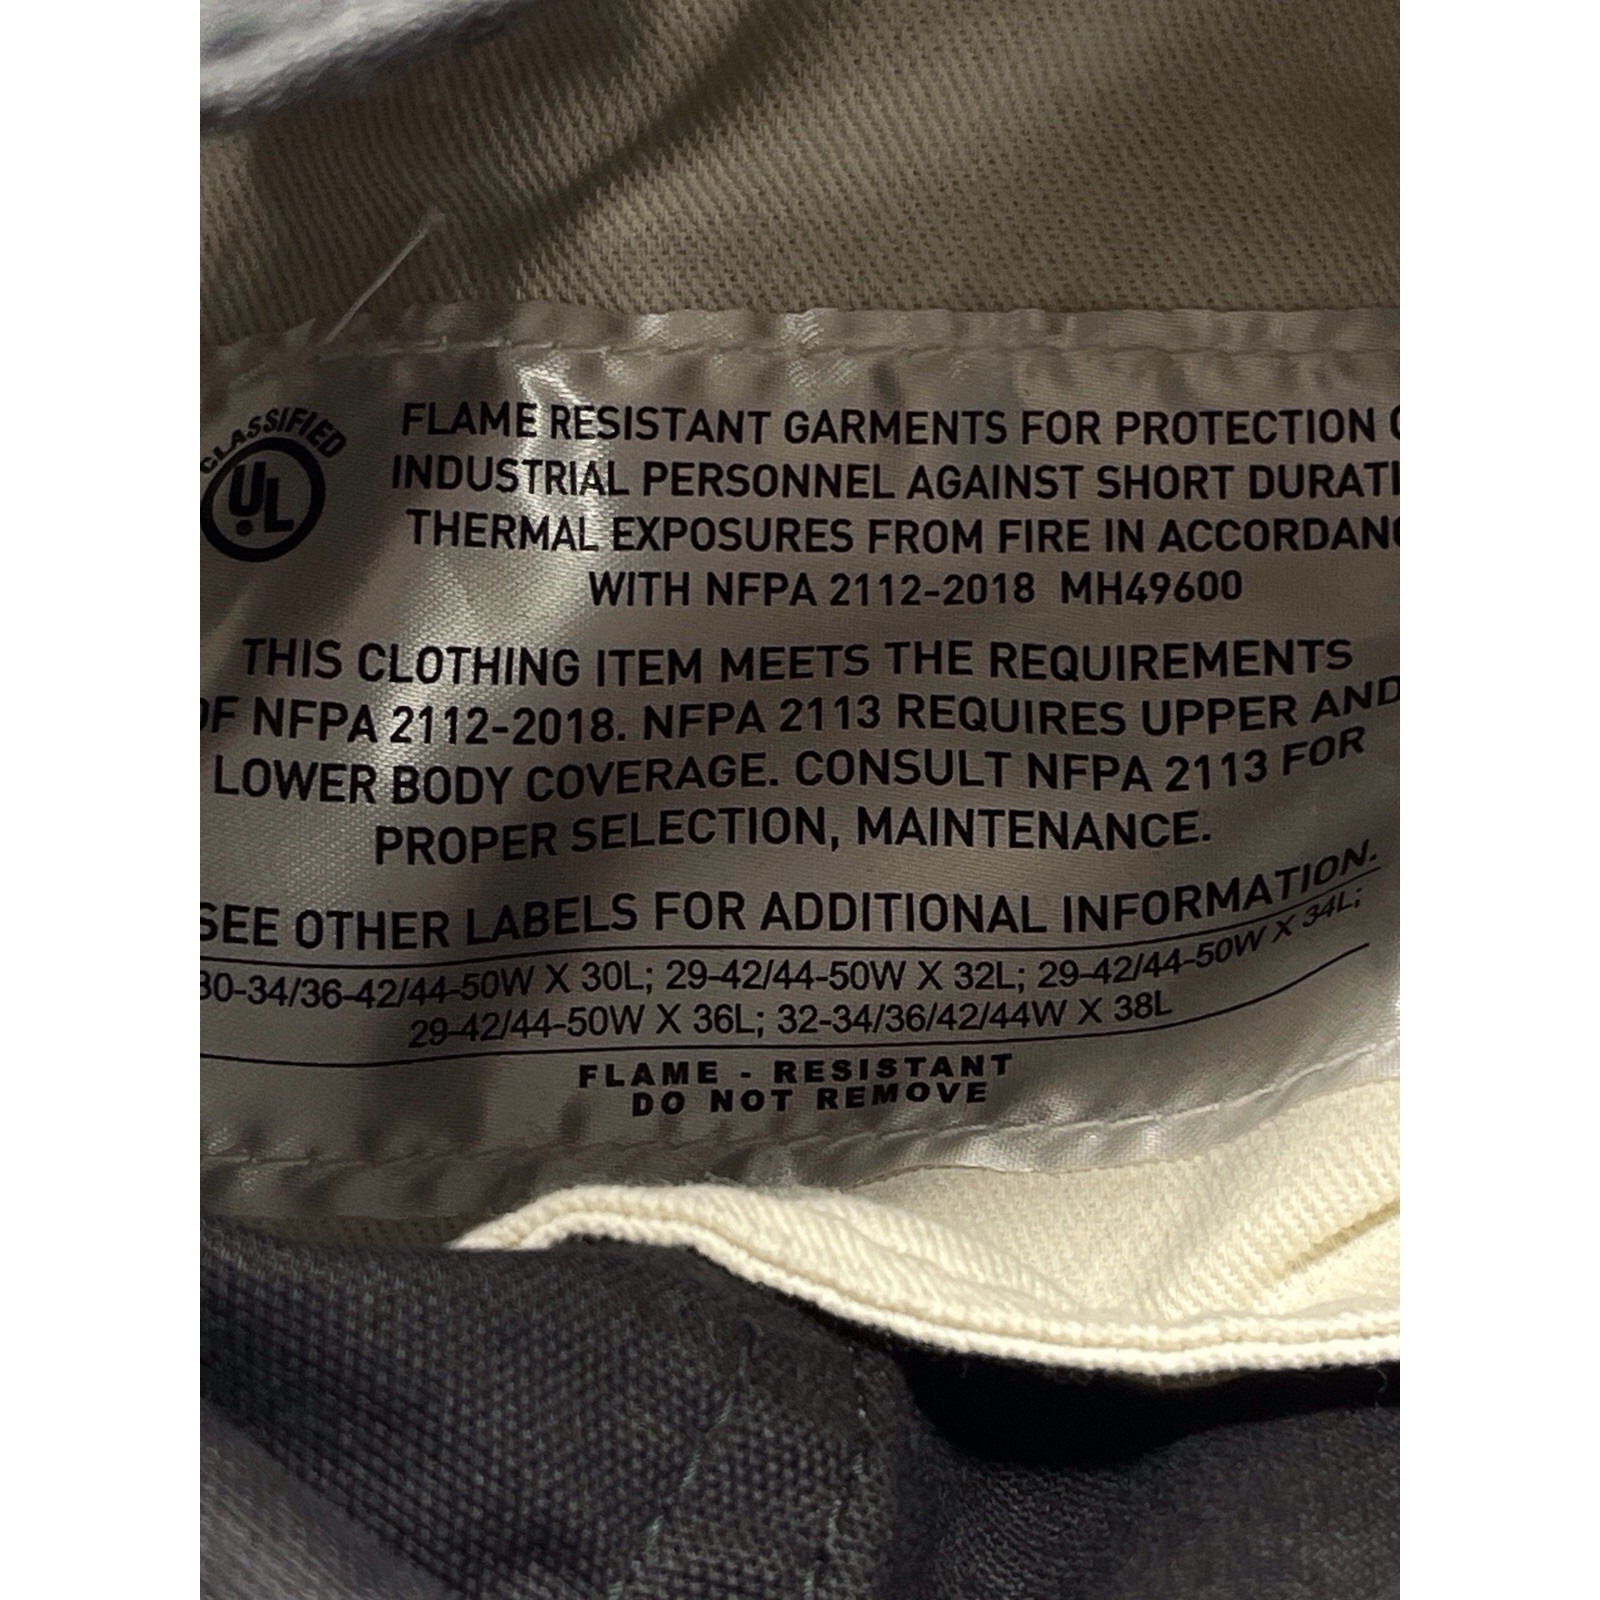 CLASSIFIED
UL
FLAME RESISTANT GARMENTS FOR PROTECTION
INDUSTRIAL PERSONNEL AGAINST SHORT DURATI
THERMAL EXPOSURES FROM FIRE IN ACCORDANC
WITH NFPA 2112-2018 MH49600
THIS CLOTHING ITEM MEETS THE REQUIREMENTS
OF NFPA 2112-2018. NFPA 2113 REQUIRES UPPER AND
LOWER BODY COVERAGE. CONSULT NFPA 2113 FOR
PROPER SELECTION, MAINTENANCE.
SEE OTHER LABELS FOR ADDITIONAL INFORMATION.
30-34/36-42/44-50W X 30L; 29-42/44-50W X 32L; 29-42/44-50W X 34L;
29-42/44-50W X 36L; 32-34/36/42/44W X 38L
FLAME - RESISTANT
DO NOT REMOVE